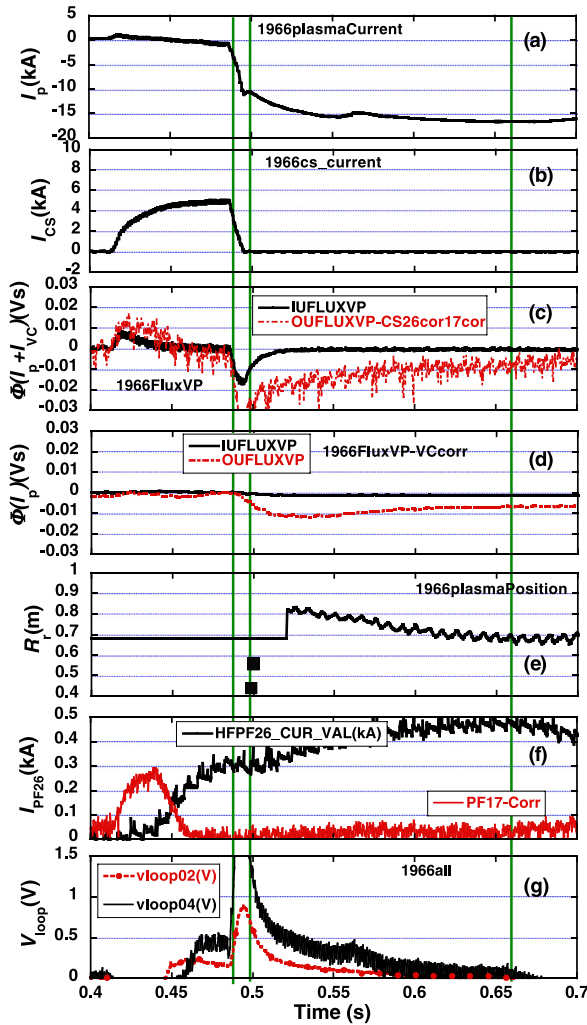 1966plasmaCurrent
(a)
I_p(kA)
5
0
-5
-10
-15
-20
1966cs_current
(b)
I_CS(kA)
10
8
6
4
2
0
-2
IUFLUXVP
OUFLUXVP-CS26cor17cor
(c)
1966FluxVP
Φ(I_p+I_VC)(Vs)
0.03
0.02
0.01
0
-0.01
-0.02
-0.03
IUFLUXVP
OUFLUXVP
1966FluxVP-VCcorr
(d)
Φ(I_p)(Vs)
0.03
0.02
0.01
0
-0.01
-0.02
-0.03
1966plasmaPosition
(e)
R_r(m)
1
0.9
0.8
0.7
0.6
0.5
0.4
HFPF26_CUR_VAL(kA)
(f)
PF17-Corr
I_PF26(kA)
0.5
0.4
0.3
0.2
0.1
0
vloop02(V)
vloop04(V)
1966all
(g)
V_loop(V)
1.5
1
0.5
0
0.4 0.45 0.5 0.55 0.6 0.65 0.7
Time (s)